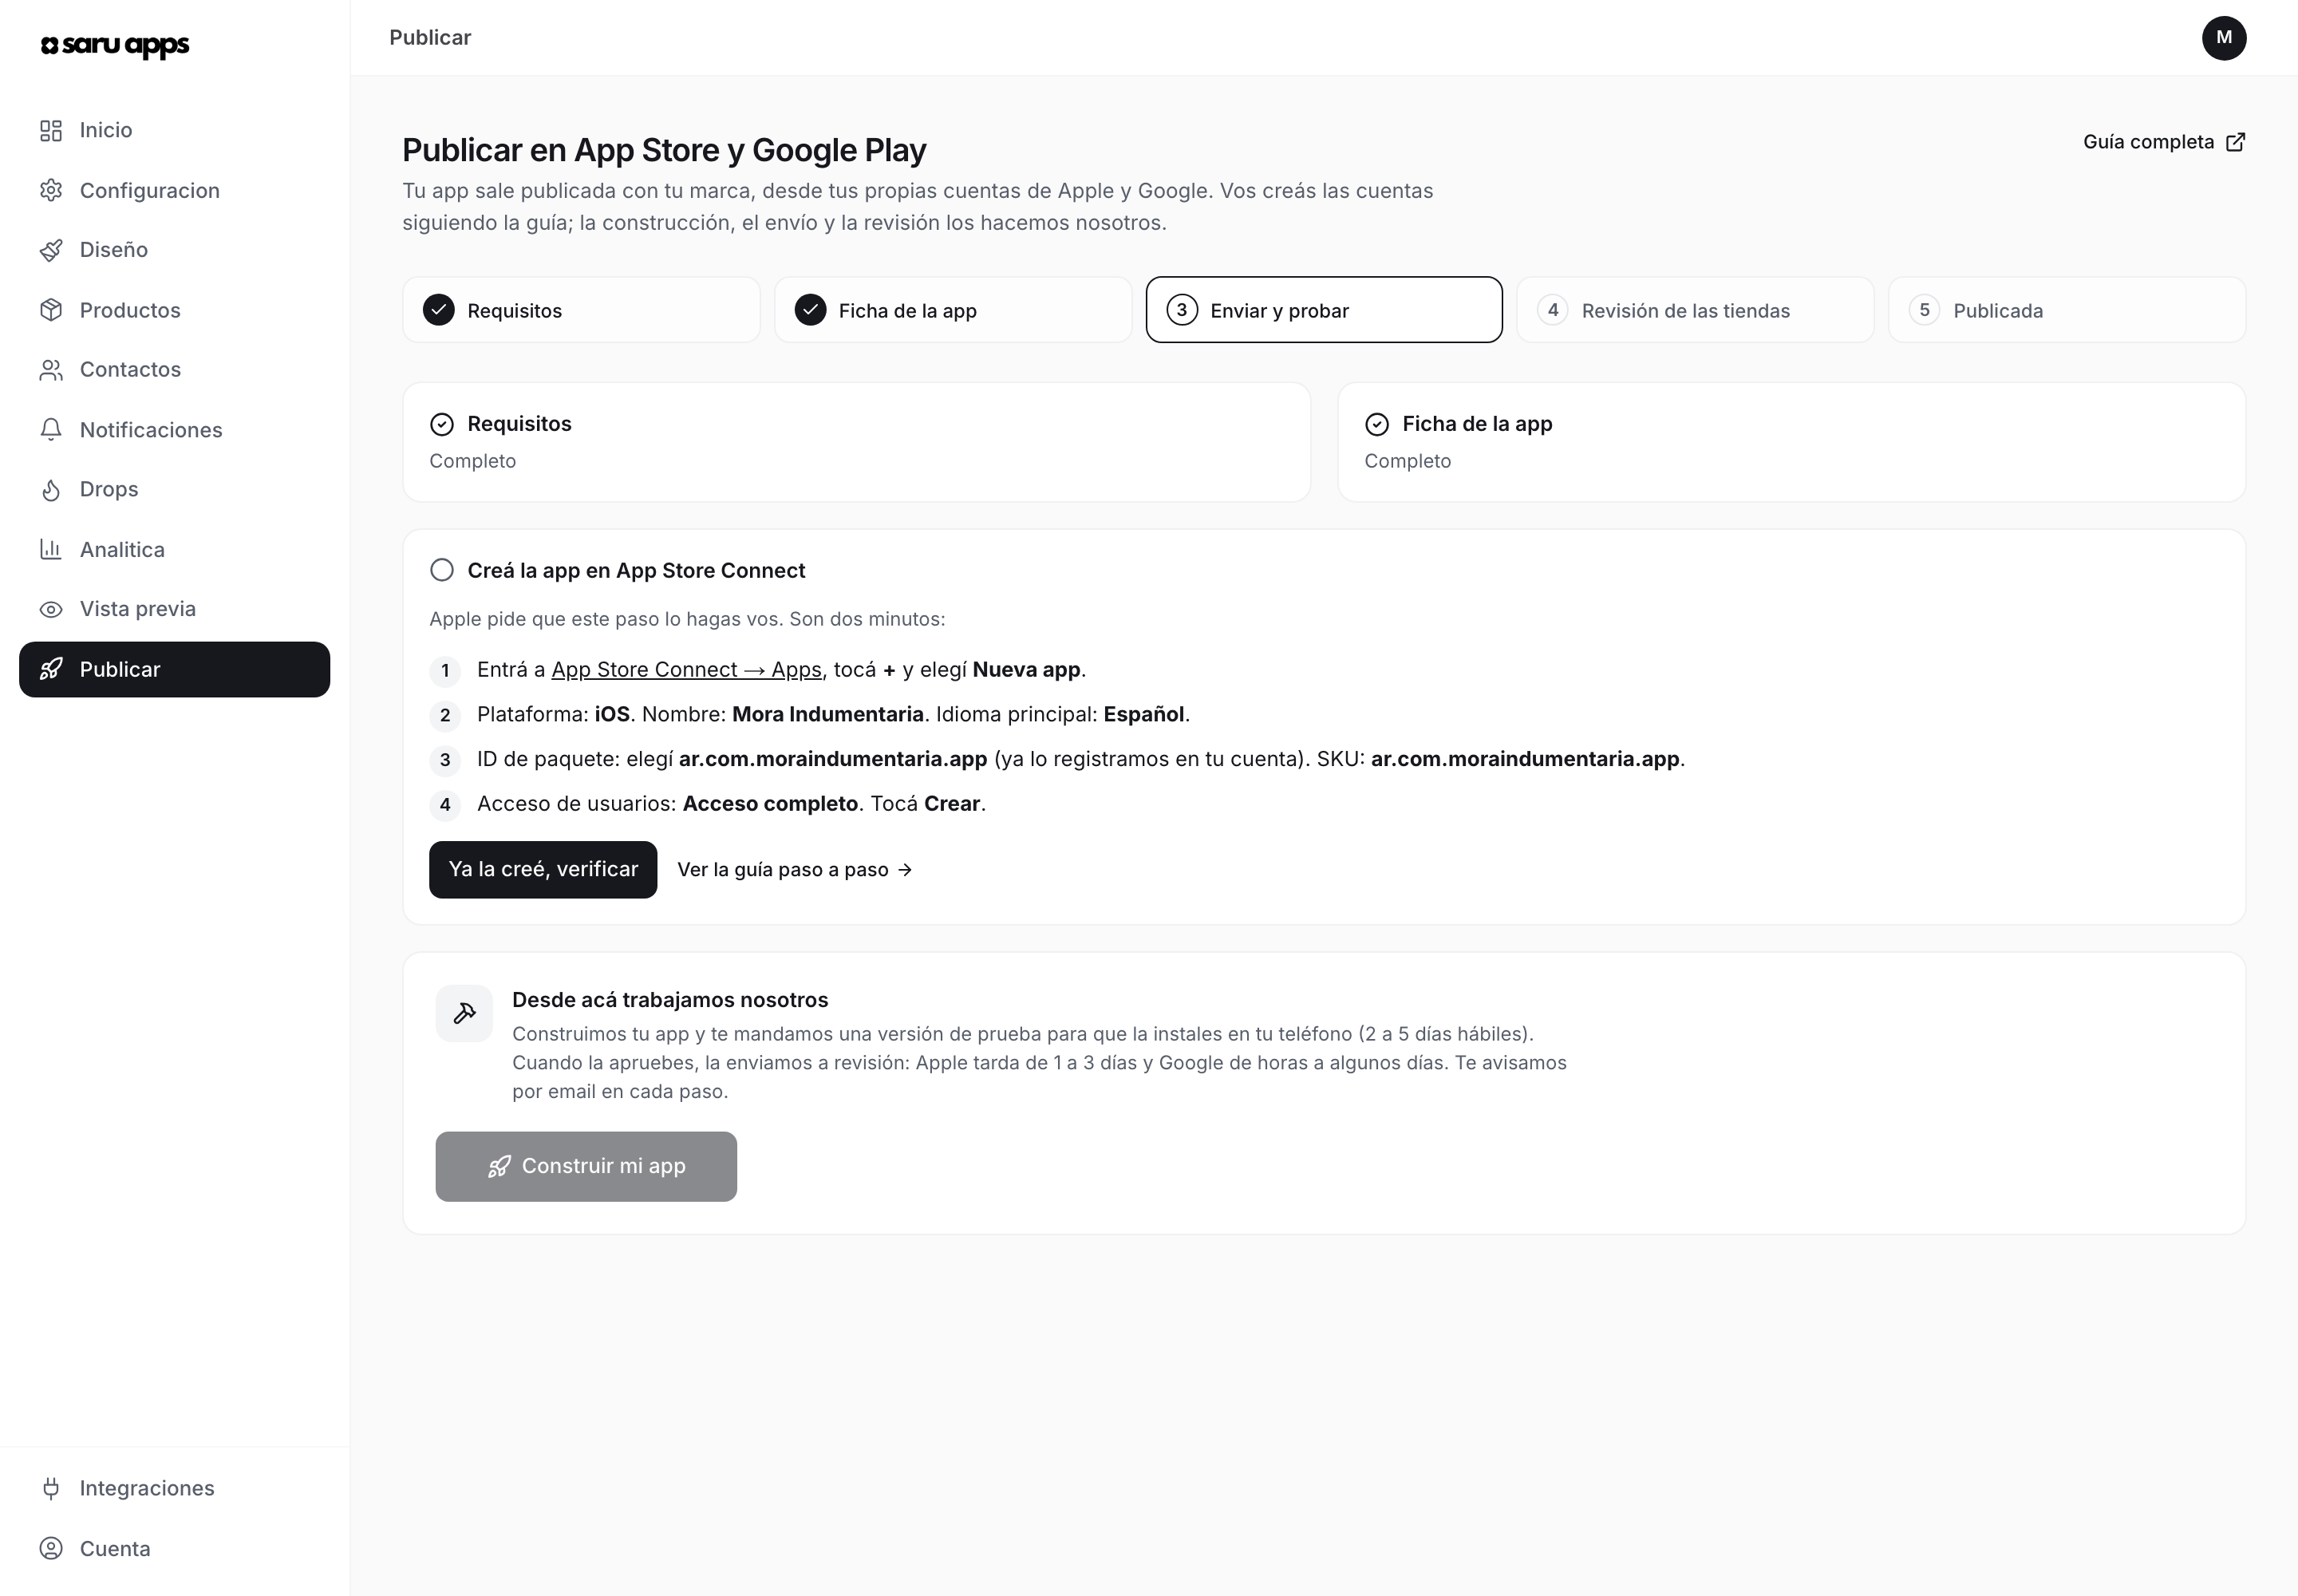 saru apps
Publicar
M
Inicio
Configuracion
Diseño
Productos
Contactos
Notificaciones
Drops
Analitica
Vista previa
Publicar
Integraciones
Cuenta
Publicar en App Store y Google Play
Guía completa
Tu app sale publicada con tu marca, desde tus propias cuentas de Apple y Google. Vos creás las cuentas
siguiendo la guía; la construcción, el envío y la revisión los hacemos nosotros.
Requisitos
Ficha de la app
3 Enviar y probar
4 Revisión de las tiendas
5 Publicada
Requisitos
Completo
Ficha de la app
Completo
Creá la app en App Store Connect
Apple pide que este paso lo hagas vos. Son dos minutos:
1 Entrá a App Store Connect → Apps, tocá + y elegí Nueva app.
2 Plataforma: iOS. Nombre: Mora Indumentaria. Idioma principal: Español.
3 ID de paquete: elegí ar.com.moraindumentaria.app (ya lo registramos en tu cuenta). SKU: ar.com.moraindumentaria.app.
4 Acceso de usuarios: Acceso completo. Tocá Crear.
Ya la creé, verificar
Ver la guía paso a paso →
Desde acá trabajamos nosotros
Construimos tu app y te mandamos una versión de prueba para que la instales en tu teléfono (2 a 5 días hábiles).
Cuando la apruebes, la enviamos a revisión: Apple tarda de 1 a 3 días y Google de horas a algunos días. Te avisamos
por email en cada paso.
Construir mi app